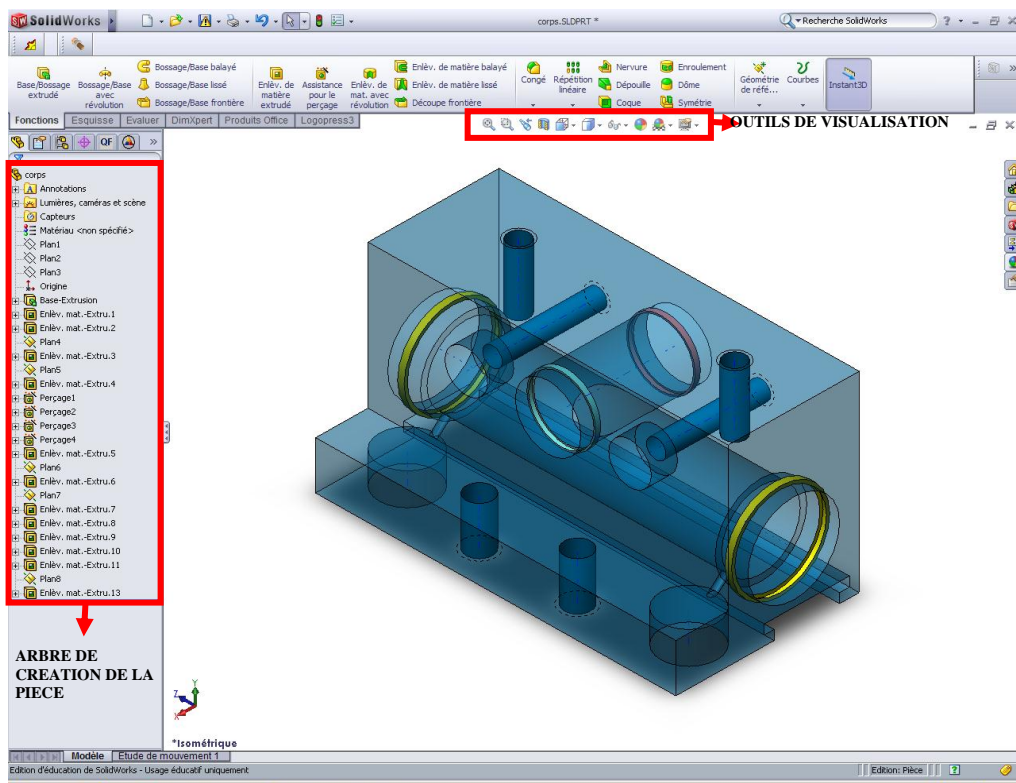 SolidWorks
corps.SLDPRT *
Recherche SolidWorks
Base/Bossage extrudé
Bossage/Base avec révolution
Bossage/Base balayé
Bossage/Base lissé
Bossage/Base frontière
Enlèv. de matière extrudé
Assistance pour le perçage
Enlèv. de mat. avec révolution
Enlèv. de matière balayé
Enlèv. de matière lissé
Découpe frontière
Congé
Répétition linéaire
Nervure
Dépouille
Coque
Enroulement
Dôme
Symétrie
Géométrie de réfé...
Courbes
Instant3D
Fonctions Esquisse Evaluer DimXpert Produits Office Logopress3
OUTILS DE VISUALISATION
corps
Annotations
Lumières, caméras et scène
Capteurs
Matériau <non spécifié>
Plan1
Plan2
Plan3
Origine
Base-Extrusion
Enlèv. mat.-Extru.1
Enlèv. mat.-Extru.2
Plan4
Enlèv. mat.-Extru.3
Plan5
Enlèv. mat.-Extru.4
Perçage1
Perçage2
Perçage3
Perçage4
Enlèv. mat.-Extru.5
Plan6
Enlèv. mat.-Extru.6
Plan7
Enlèv. mat.-Extru.7
Enlèv. mat.-Extru.8
Enlèv. mat.-Extru.9
Enlèv. mat.-Extru.10
Enlèv. mat.-Extru.11
Plan8
Enlèv. mat.-Extru.13
ARBRE DE
CREATION DE LA
PIECE
Y
Z
X
*Isométrique
Modèle Etude de mouvement 1
Edition d'éducation de SolidWorks - Usage éducatif uniquement
Edition: Pièce